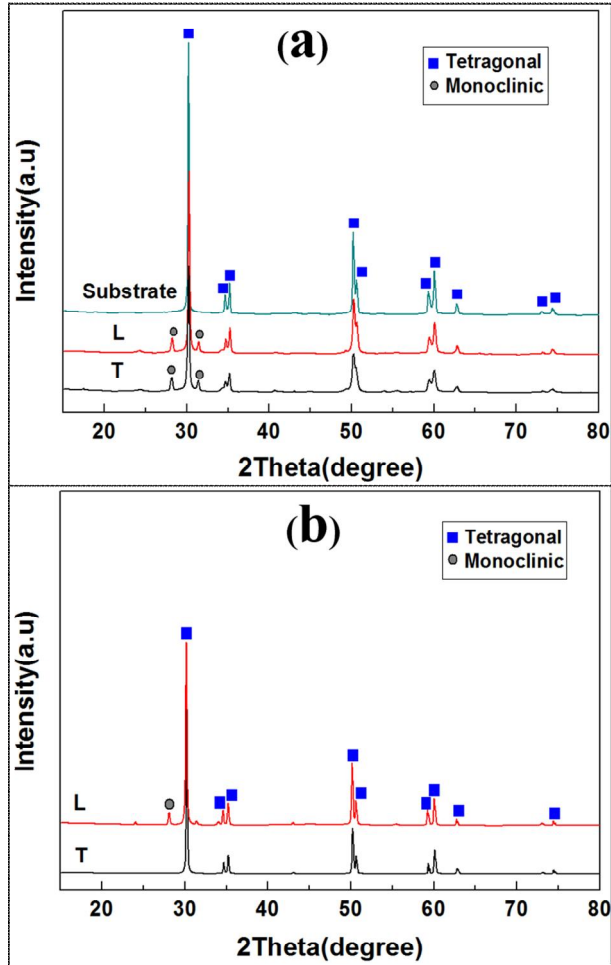 (a)
Tetragonal
Monoclinic
Intensity(a.u)
Substrate
L
T
20 30 40 50 60 70 80
2Theta(degree)
(b)
Tetragonal
Monoclinic
Intensity(a.u)
L
T
20 30 40 50 60 70 80
2Theta(degree)